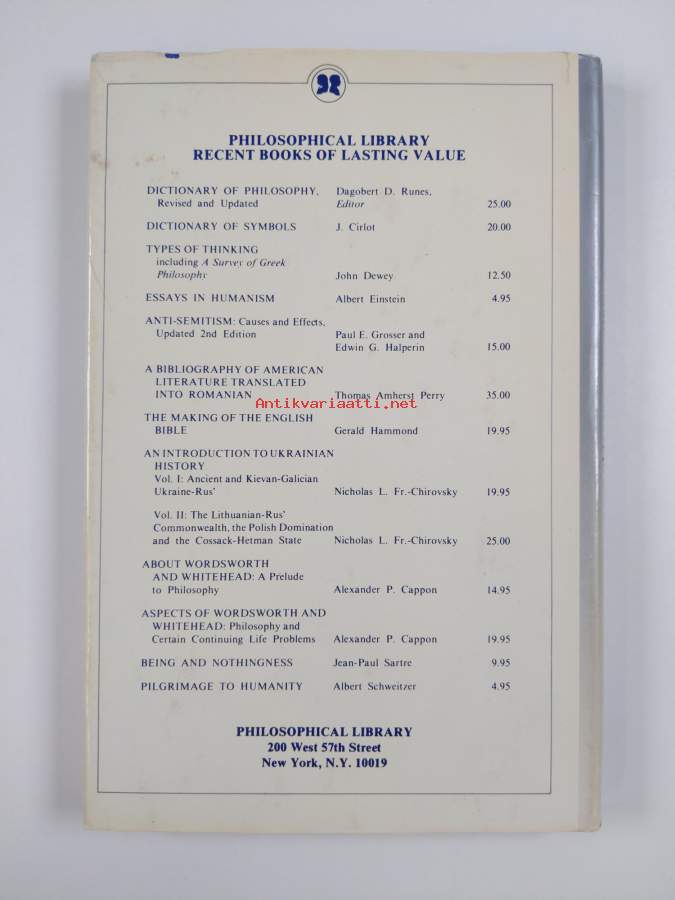 PHILOSOPHICAL LIBRARY
RECENT BOOKS OF LASTING VALUE
DICTIONARY OF PHILOSOPHY, Dagobert D. Runes,
Revised and Updated Editor 25.00
DICTIONARY OF SYMBOLS J. Cirlot 20.00
TYPES OF THINKING
including A Survey of Greek
Philosophy John Dewey 12.50
ESSAYS IN HUMANISM Albert Einstein 4.95
ANTI-SEMITISM: Causes and Effects,
Updated 2nd Edition Paul E. Grosser and
Edwin G. Halperin 15.00
A BIBLIOGRAPHY OF AMERICAN
LITERATURE TRANSLATED
INTO ROMANIAN Thomas Amherst Perry 35.00
Antikvariaatti.net
THE MAKING OF THE ENGLISH
BIBLE Gerald Hammond 19.95
AN INTRODUCTION TO UKRAINIAN
HISTORY
Vol. I: Ancient and Kievan-Galician
Ukraine-Rus' Nicholas L. Fr.-Chirovsky 19.95
Vol. II: The Lithuanian-Rus'
Commonwealth, the Polish Domination
and the Cossack-Hetman State Nicholas L. Fr.-Chirovsky 25.00
ABOUT WORDSWORTH
AND WHITEHEAD: A Prelude
to Philosophy Alexander P. Cappon 14.95
ASPECTS OF WORDSWORTH AND
WHITEHEAD: Philosophy and
Certain Continuing Life Problems Alexander P. Cappon 19.95
BEING AND NOTHINGNESS Jean-Paul Sartre 9.95
PILGRIMAGE TO HUMANITY Albert Schweitzer 4.95
PHILOSOPHICAL LIBRARY
200 West 57th Street
New York, N.Y. 10019